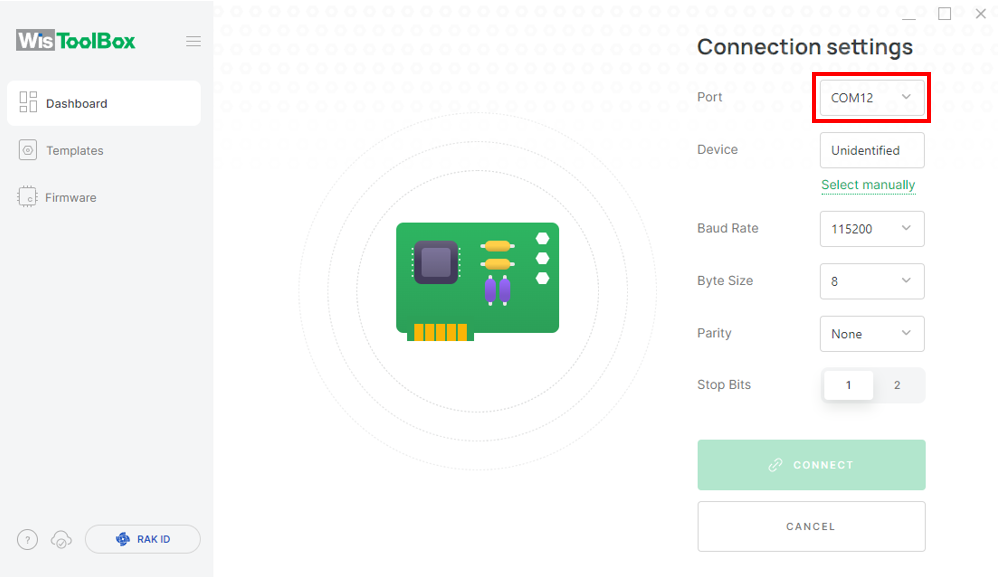 WisToolBox
Dashboard
Templates
Firmware
? RAK ID
Connection settings
Port COM12
Device Unidentified
Select manually
Baud Rate 115200
Byte Size 8
Parity None
Stop Bits 1 2
CONNECT
CANCEL